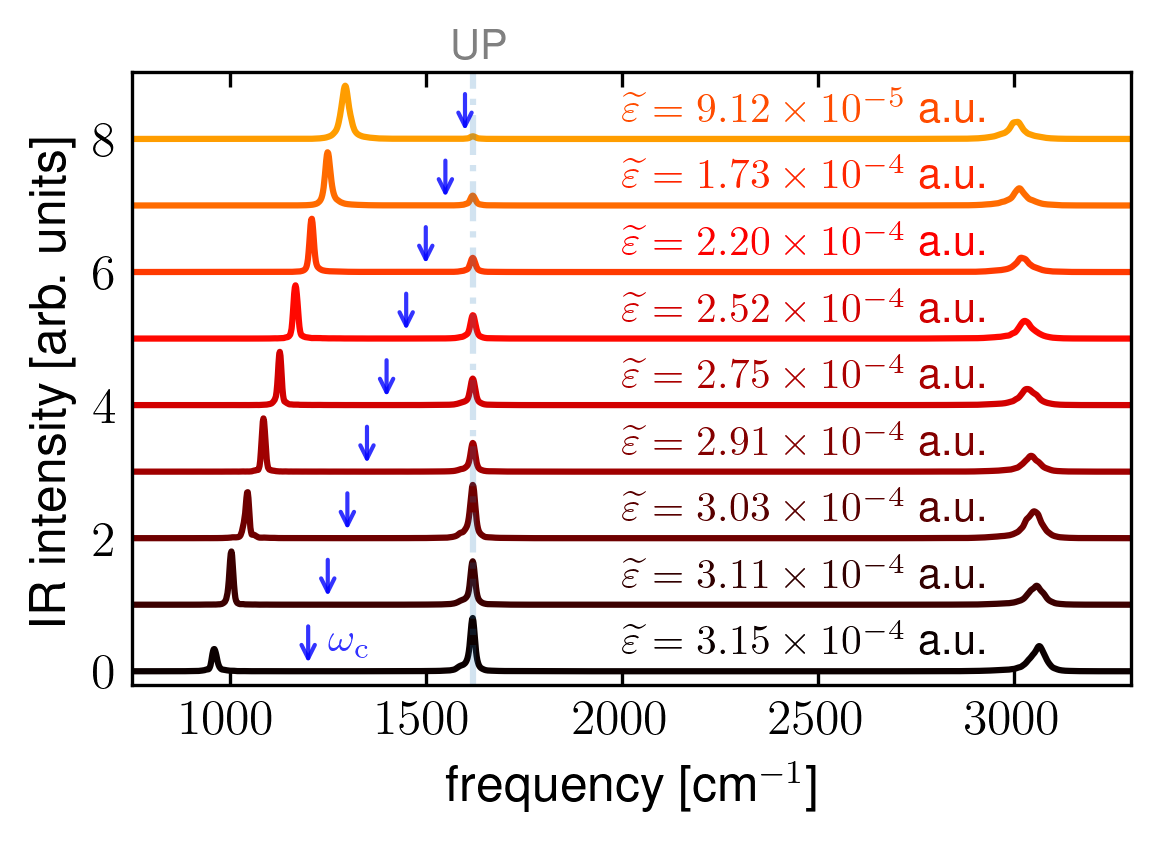 UP
IR intensity [arb. units]
8
6
4
2
0
ε̃ = 9.12 × 10⁻⁵ a.u.
ε̃ = 1.73 × 10⁻⁴ a.u.
ε̃ = 2.20 × 10⁻⁴ a.u.
ε̃ = 2.52 × 10⁻⁴ a.u.
ε̃ = 2.75 × 10⁻⁴ a.u.
ε̃ = 2.91 × 10⁻⁴ a.u.
ε̃ = 3.03 × 10⁻⁴ a.u.
ε̃ = 3.11 × 10⁻⁴ a.u.
ω_c
ε̃ = 3.15 × 10⁻⁴ a.u.
1000 1500 2000 2500 3000
frequency [cm⁻¹]